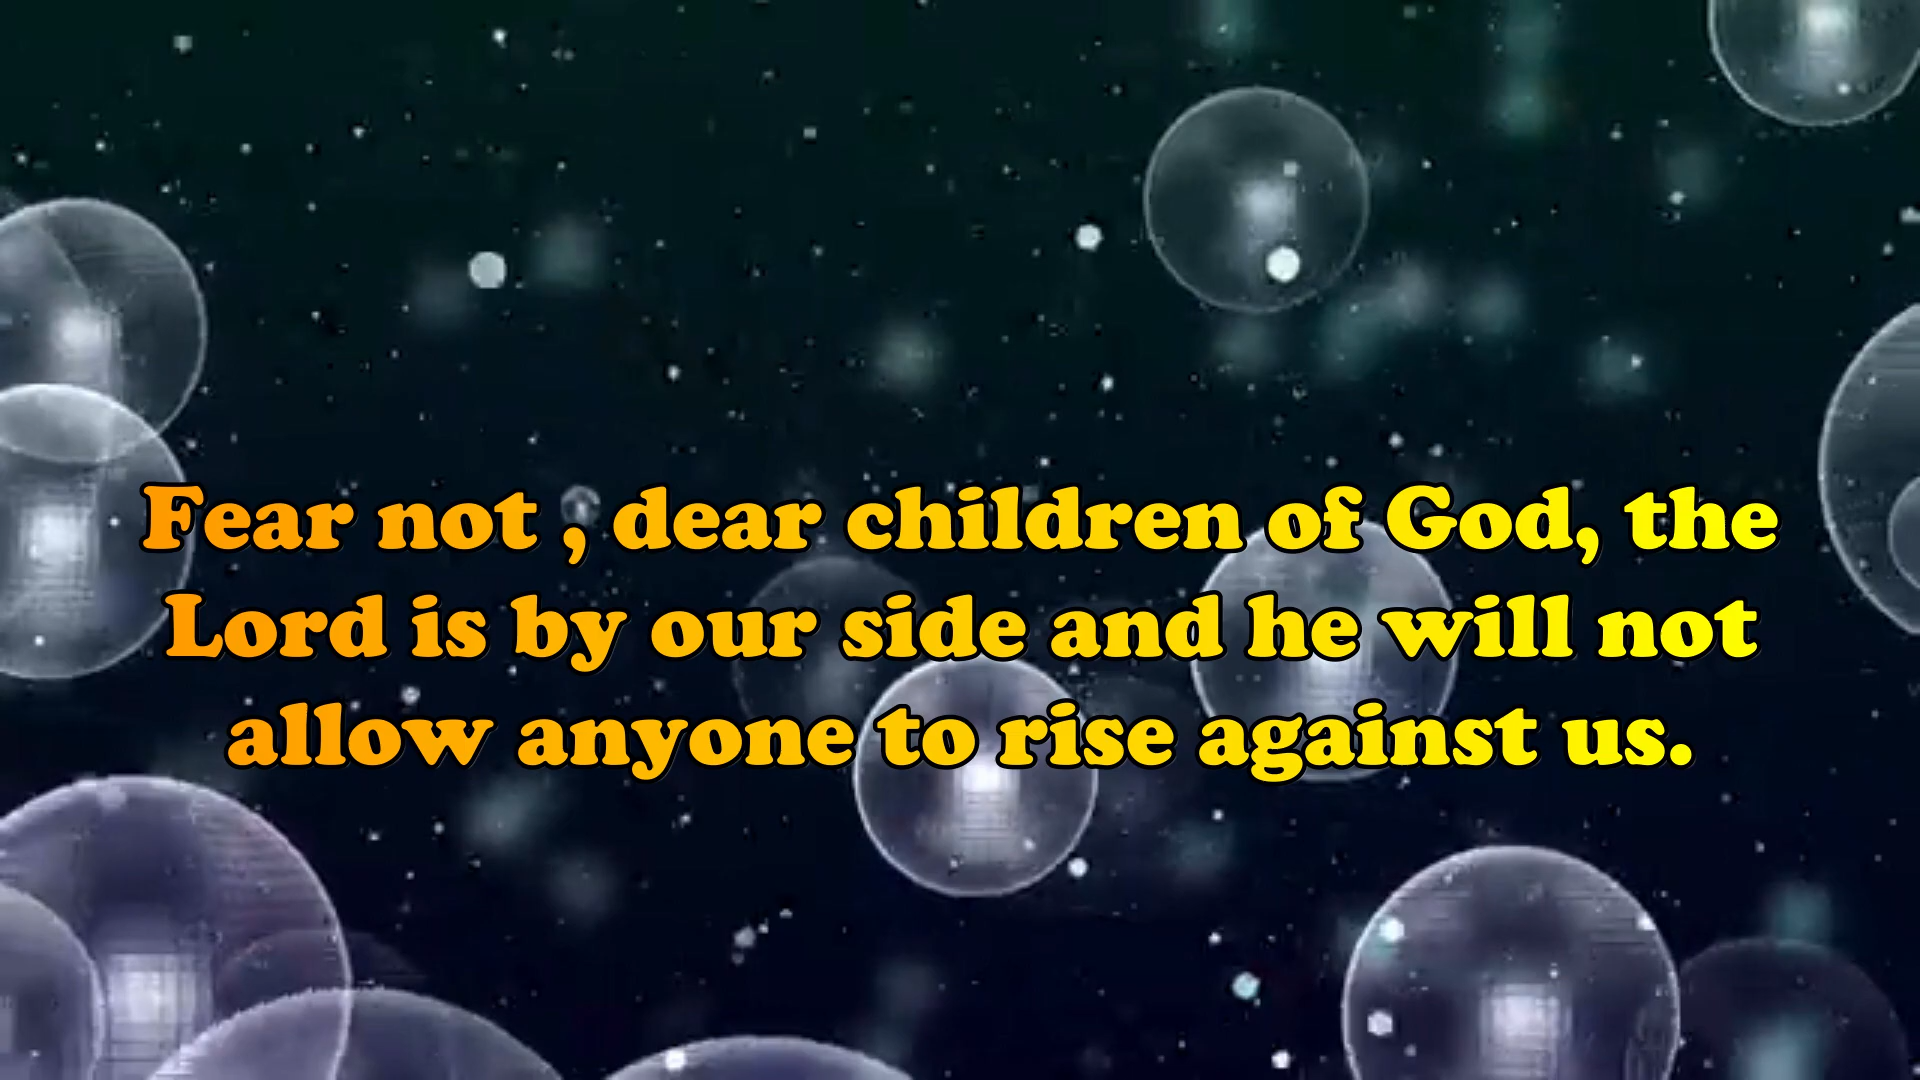 Fear not , dear children of God, the
Lord is by our side and he will not
allow anyone to rise against us.